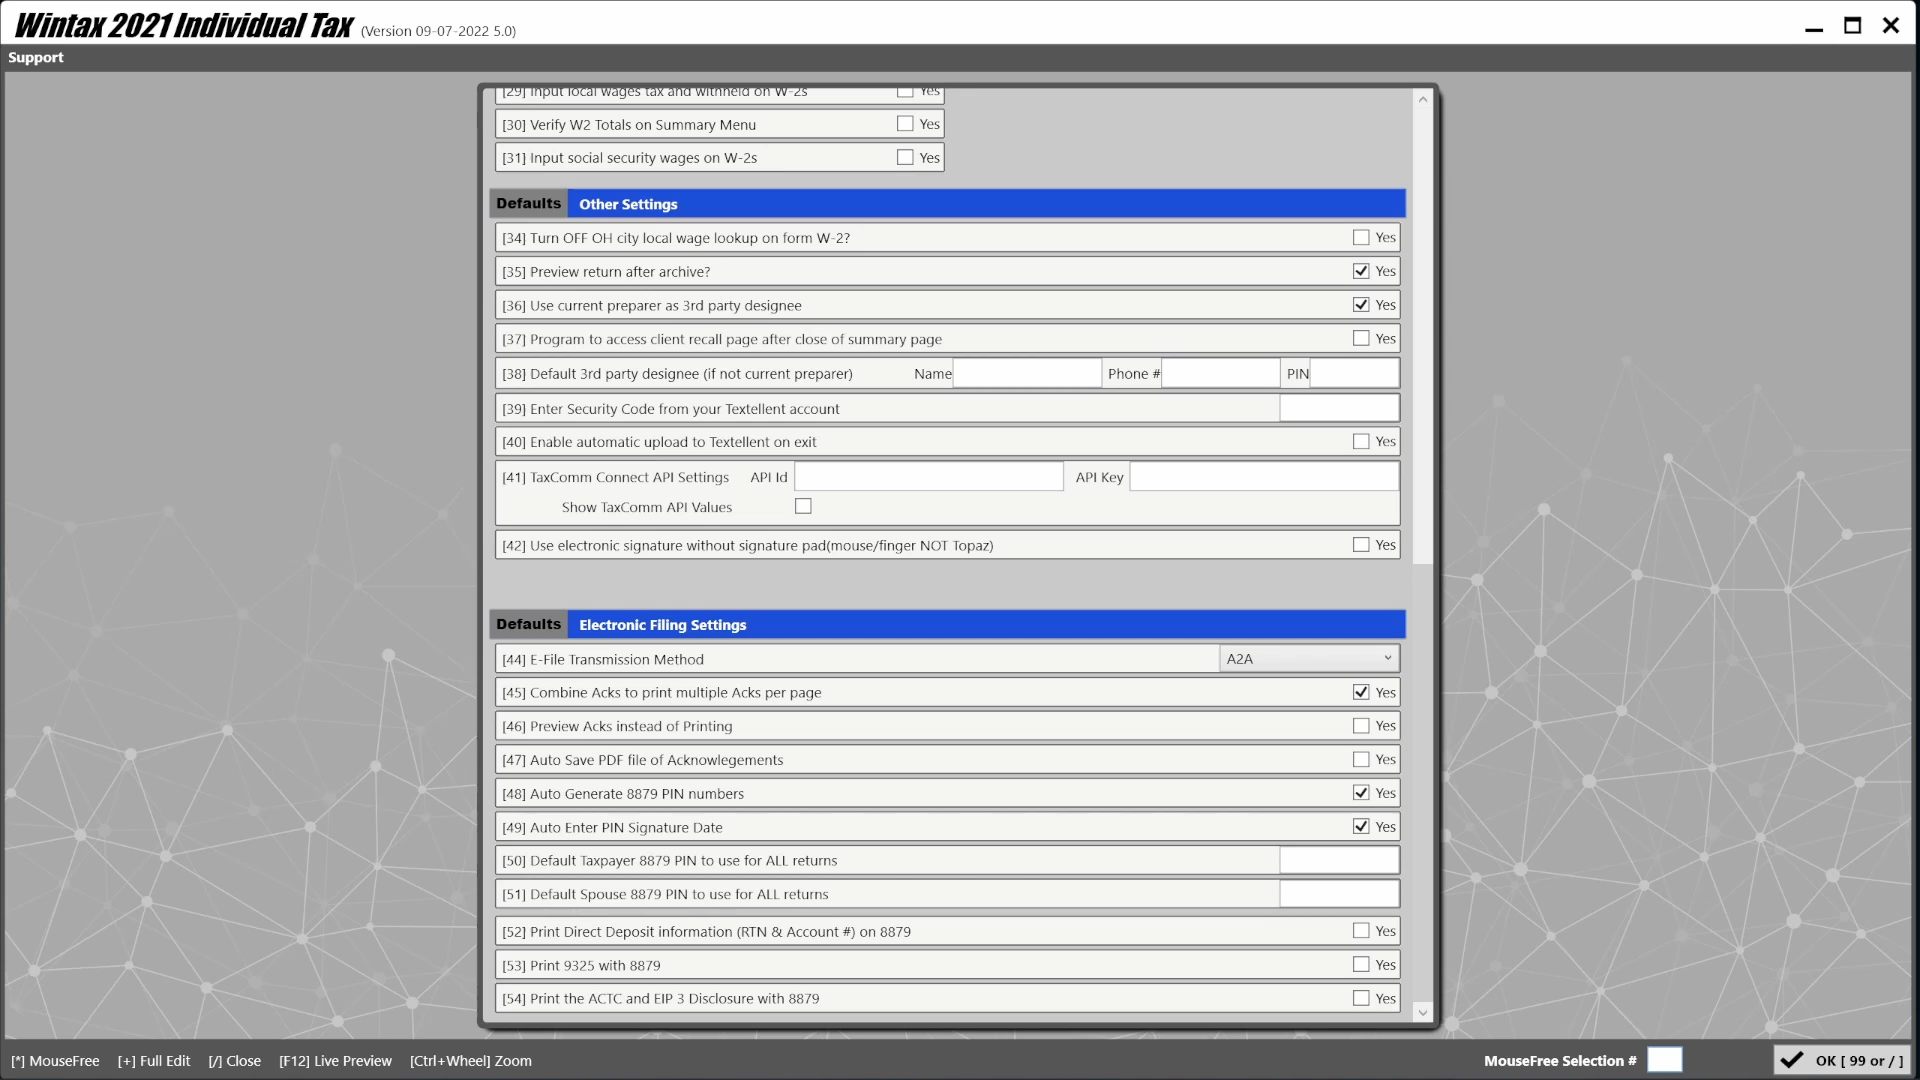 Wintax 2021 Individual Tax (Version 09-07-2022 5.0)
Support
[29] Input local wages tax and withheld on W-2s Yes
[30] Verify W2 Totals on Summary Menu Yes
[31] Input social security wages on W-2s Yes
Defaults Other Settings
[34] Turn OFF OH city local wage lookup on form W-2? Yes
[35] Preview return after archive? Yes
[36] Use current preparer as 3rd party designee Yes
[37] Program to access client recall page after close of summary page Yes
[38] Default 3rd party designee (if not current preparer) Name Phone # PIN
[39] Enter Security Code from your Textellent account
[40] Enable automatic upload to Textellent on exit Yes
[41] TaxComm Connect API Settings API Id API Key
Show TaxComm API Values
[42] Use electronic signature without signature pad(mouse/finger NOT Topaz) Yes
Defaults Electronic Filing Settings
[44] E-File Transmission Method A2A
[45] Combine Acks to print multiple Acks per page Yes
[46] Preview Acks instead of Printing Yes
[47] Auto Save PDF file of Acknowlegements Yes
[48] Auto Generate 8879 PIN numbers Yes
[49] Auto Enter PIN Signature Date Yes
[50] Default Taxpayer 8879 PIN to use for ALL returns
[51] Default Spouse 8879 PIN to use for ALL returns
[52] Print Direct Deposit information (RTN & Account #) on 8879 Yes
[53] Print 9325 with 8879 Yes
[54] Print the ACTC and EIP 3 Disclosure with 8879 Yes
[*] MouseFree [+] Full Edit [/] Close [F12] Live Preview [Ctrl+Wheel] Zoom MouseFree Selection # OK [ 99 or / ]